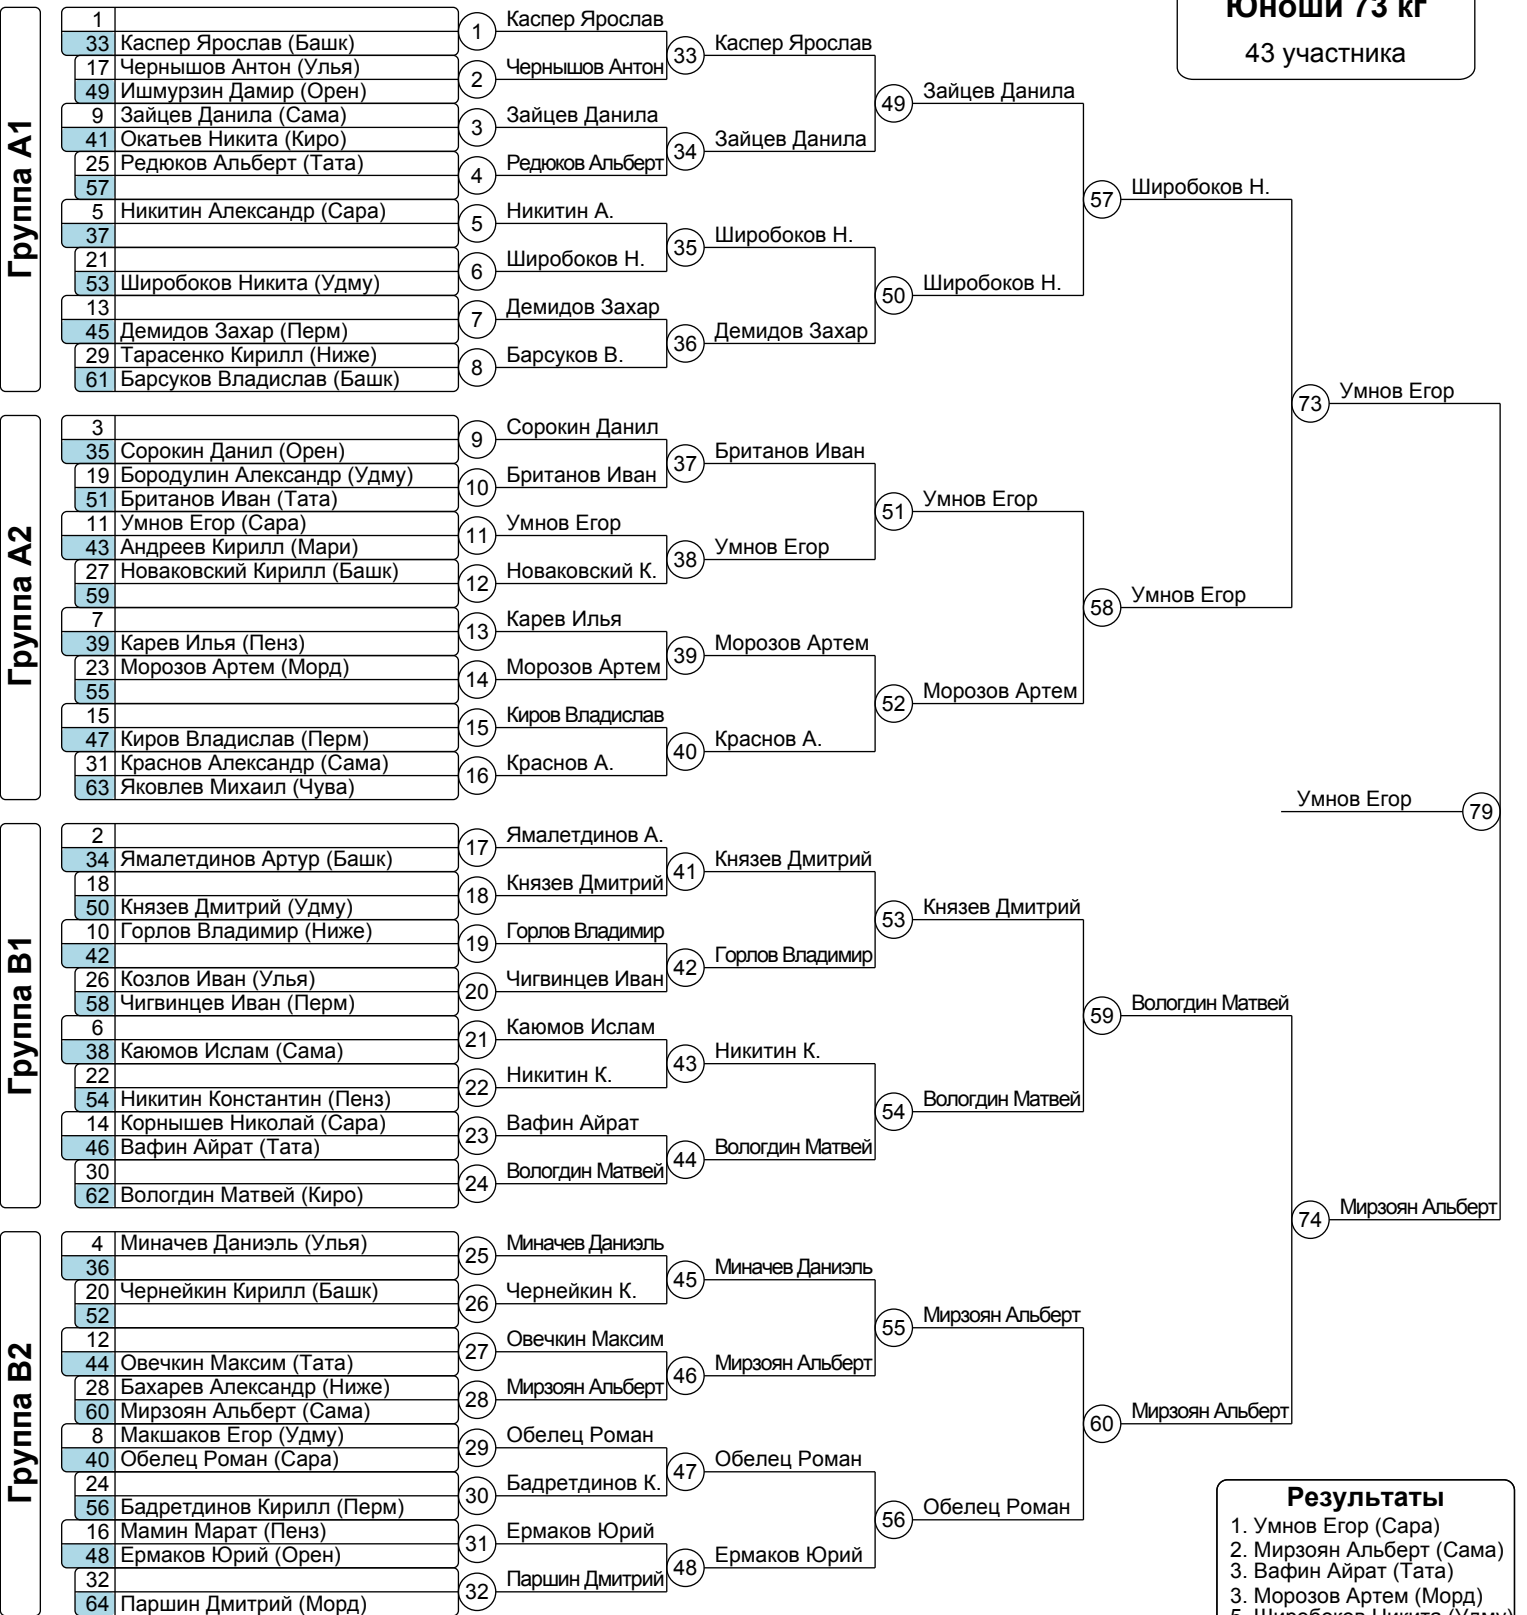 Юноши 73 кг
43 участника
Группа A1
1
33 Каспер Ярослав (Башк)
17 Чернышов Антон (Улья)
49 Ишмурзин Дамир (Орен)
9 Зайцев Данила (Сама)
41 Окатьев Никита (Киро)
25 Редюков Альберт (Тата)
57
5 Никитин Александр (Сара)
37
21
53 Широбоков Никита (Удму)
13
45 Демидов Захар (Перм)
29 Тарасенко Кирилл (Ниже)
61 Барсуков Владислав (Башк)
1 Каспер Ярослав
2 Чернышов Антон
3 Зайцев Данила
4 Редюков Альберт
5 Никитин А.
6 Широбоков Н.
7 Демидов Захар
8 Барсуков В.
33 Каспер Ярослав
34 Зайцев Данила
35 Широбоков Н.
36 Демидов Захар
49 Зайцев Данила
50 Широбоков Н.
57 Широбоков Н.
Группа A2
3
35 Сорокин Данил (Орен)
19 Бородулин Александр (Удму)
51 Британов Иван (Тата)
11 Умнов Егор (Сара)
43 Андреев Кирилл (Мари)
27 Новаковский Кирилл (Башк)
59
7
39 Карев Илья (Пенз)
23 Морозов Артем (Морд)
55
15
47 Киров Владислав (Перм)
31 Краснов Александр (Сама)
63 Яковлев Михаил (Чува)
9 Сорокин Данил
10 Британов Иван
11 Умнов Егор
12 Новаковский К.
13 Карев Илья
14 Морозов Артем
15 Киров Владислав
16 Краснов А.
37 Британов Иван
38 Умнов Егор
39 Морозов Артем
40 Краснов А.
51 Умнов Егор
52 Морозов Артем
58 Умнов Егор
73 Умнов Егор
Умнов Егор 79
Группа B1
2
34 Ямалетдинов Артур (Башк)
18
50 Князев Дмитрий (Удму)
10 Горлов Владимир (Ниже)
42
26 Козлов Иван (Улья)
58 Чигвинцев Иван (Перм)
6
38 Каюмов Ислам (Сама)
22
54 Никитин Константин (Пенз)
14 Корнышев Николай (Сара)
46 Вафин Айрат (Тата)
30
62 Вологдин Матвей (Киро)
17 Ямалетдинов А.
18 Князев Дмитрий
19 Горлов Владимир
20 Чигвинцев Иван
21 Каюмов Ислам
22 Никитин К.
23 Вафин Айрат
24 Вологдин Матвей
41 Князев Дмитрий
42 Горлов Владимир
43 Никитин К.
44 Вологдин Матвей
53 Князев Дмитрий
54 Вологдин Матвей
59 Вологдин Матвей
Группа B2
4 Миначев Даниэль (Улья)
36
20 Чернейкин Кирилл (Башк)
52
12
44 Овечкин Максим (Тата)
28 Бахарев Александр (Ниже)
60 Мирзоян Альберт (Сама)
8 Макшаков Егор (Удму)
40 Обелец Роман (Сара)
24
56 Бадретдинов Кирилл (Перм)
16 Мамин Марат (Пенз)
48 Ермаков Юрий (Орен)
32
64 Паршин Дмитрий (Морд)
25 Миначев Даниэль
26 Чернейкин К.
27 Овечкин Максим
28 Мирзоян Альберт
29 Обелец Роман
30 Бадретдинов К.
31 Ермаков Юрий
32 Паршин Дмитрий
45 Миначев Даниэль
46 Мирзоян Альберт
47 Обелец Роман
48 Ермаков Юрий
55 Мирзоян Альберт
56 Обелец Роман
60 Мирзоян Альберт
74 Мирзоян Альберт
Результаты
1. Умнов Егор (Сара)
2. Мирзоян Альберт (Сама)
3. Вафин Айрат (Тата)
3. Морозов Артем (Морд)
5. Широбоков Никита (Удму)